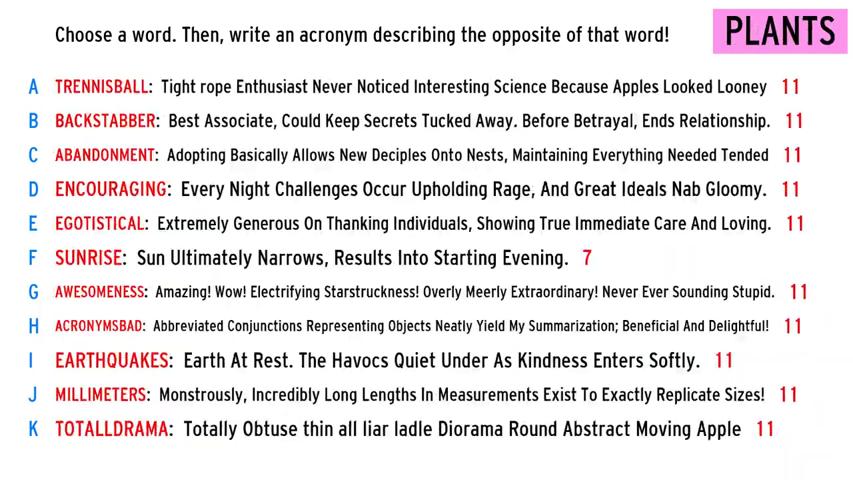 Choose a word. Then, write an acronym describing the opposite of that word!
PLANTS
A TRENNISBALL: Tight rope Enthusiast Never Noticed Interesting Science Because Apples Looked Looney 11
B BACKSTABBER: Best Associate, Could Keep Secrets Tucked Away. Before Betrayal, Ends Relationship. 11
C ABANDONMENT: Adopting Basically Allows New Deciples Onto Nests, Maintaining Everything Needed Tended 11
D ENCOURAGING: Every Night Challenges Occur Upholding Rage, And Great Ideals Nab Gloomy. 11
E EGOTISTICAL: Extremely Generous On Thanking Individuals, Showing True Immediate Care And Loving. 11
F SUNRISE: Sun Ultimately Narrows, Results Into Starting Evening. 7
G AWESOMENESS: Amazing! Wow! Electrifying Starstruckness! Overly Meerly Extraordinary! Never Ever Sounding Stupid. 11
H ACRONYMSBAD: Abbreviated Conjunctions Representing Objects Neatly Yield My Summarization; Beneficial And Delightful! 11
I EARTHQUAKES: Earth At Rest. The Havocs Quiet Under As Kindness Enters Softly. 11
J MILLIMETERS: Monstrously, Incredibly Long Lengths In Measurements Exist To Exactly Replicate Sizes! 11
K TOTALLDRAMA: Totally Obtuse thin all liar ladle Diorama Round Abstract Moving Apple 11